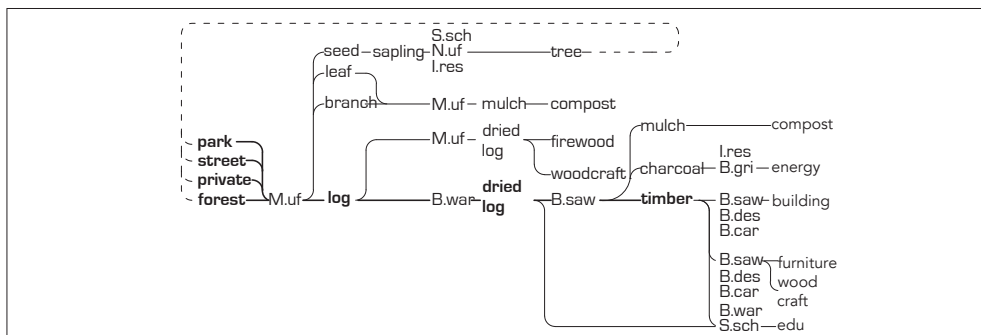 S.sch
seed sapling N.uf tree
I.res
leaf
branch M.uf mulch compost
mulch compost
M.uf dried log firewood
woodcraft
I.res
charcoal B.gri energy
park
street
private
forest M.uf log B.war dried log B.saw timber B.saw building
B.des
B.car
B.saw furniture
B.des wood craft
B.car
B.war
S.sch edu